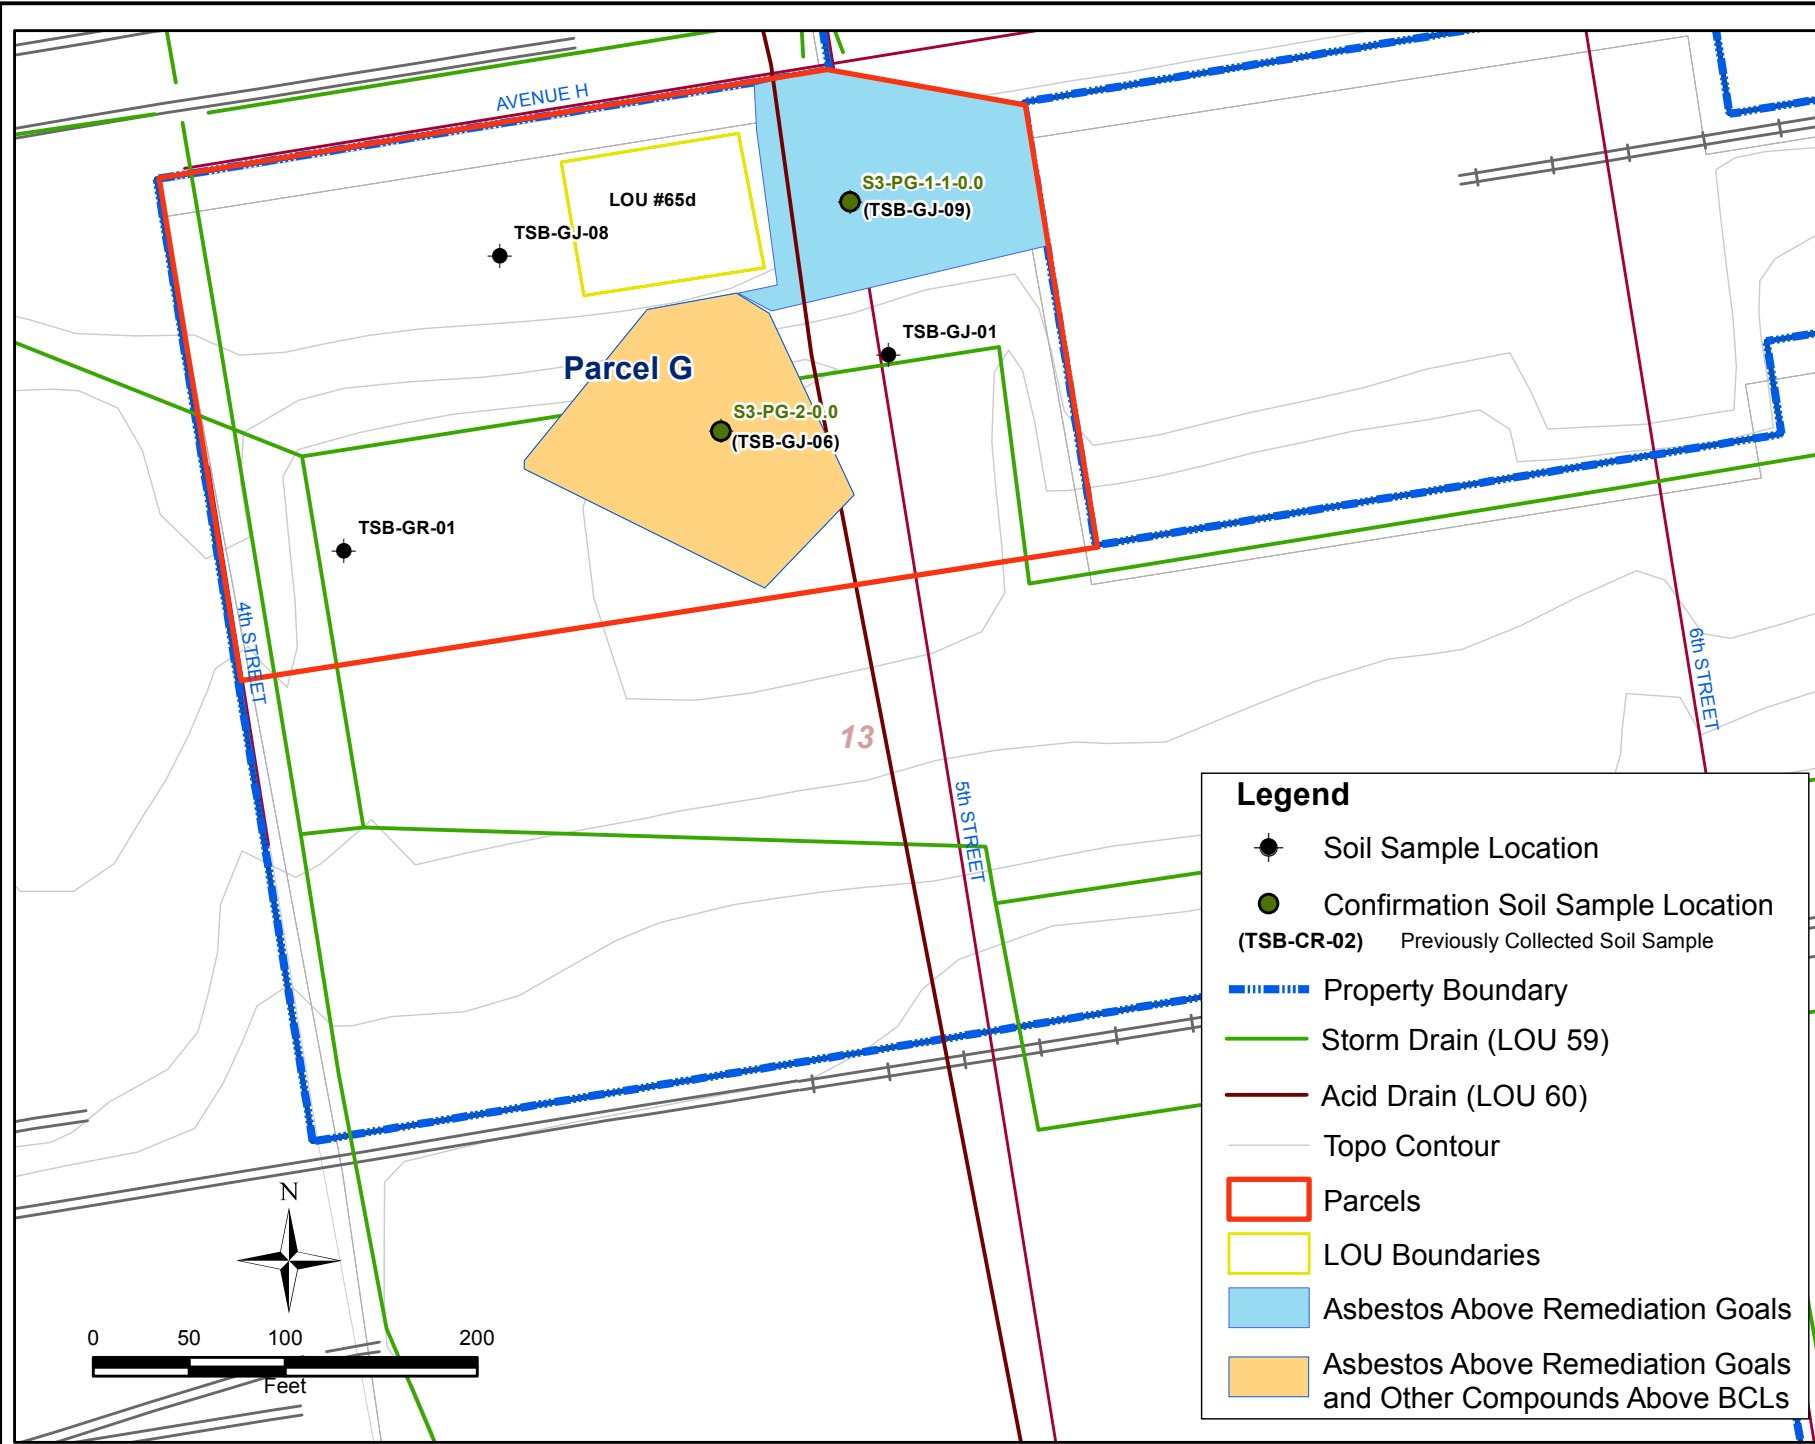 AVENUE H
S3-PG-1-1-0.0
(TSB-GJ-09)
LOU #65d
TSB-GJ-08
TSB-GJ-01
Parcel G
S3-PG-2-0.0
(TSB-GJ-06)
TSB-GR-01
4th STREET
6th STREET
13
5th STREET
Legend
Soil Sample Location
Confirmation Soil Sample Location
(TSB-CR-02) Previously Collected Soil Sample
Property Boundary
Storm Drain (LOU 59)
Acid Drain (LOU 60)
Topo Contour
Parcels
LOU Boundaries
Asbestos Above Remediation Goals
Asbestos Above Remediation Goals
and Other Compounds Above BCLs
N
0 50 100 200
Feet